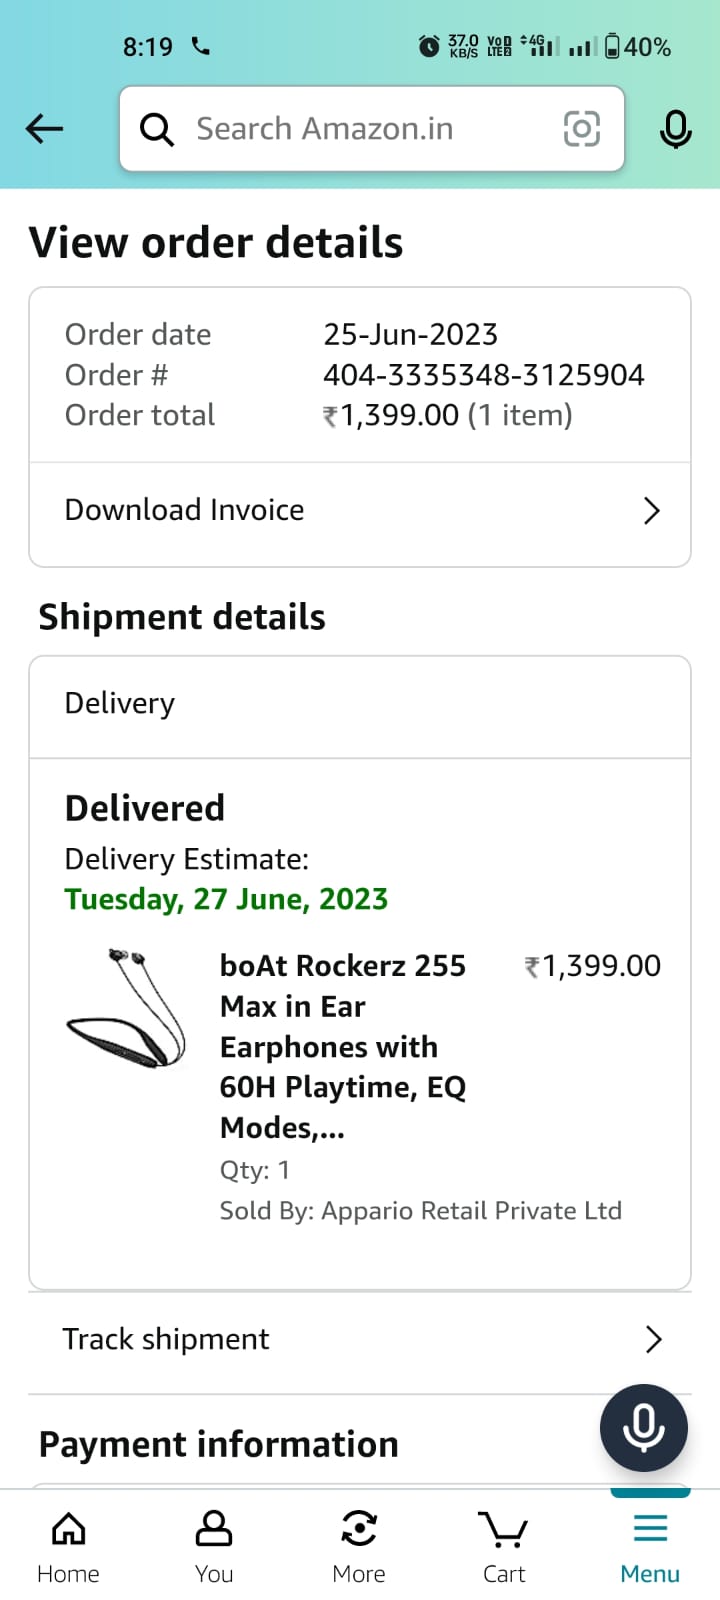 8:19
37.0 KB/S VoD LTE2 4G 40%
Search Amazon.in
View order details
Order date 25-Jun-2023
Order # 404-3335348-3125904
Order total ₹1,399.00 (1 item)
Download Invoice
Shipment details
Delivery
Delivered
Delivery Estimate:
Tuesday, 27 June, 2023
boAt Rockerz 255 ₹1,399.00
Max in Ear
Earphones with
60H Playtime, EQ
Modes,...
Qty: 1
Sold By: Appario Retail Private Ltd
Track shipment
Payment information
Home You More Cart Menu